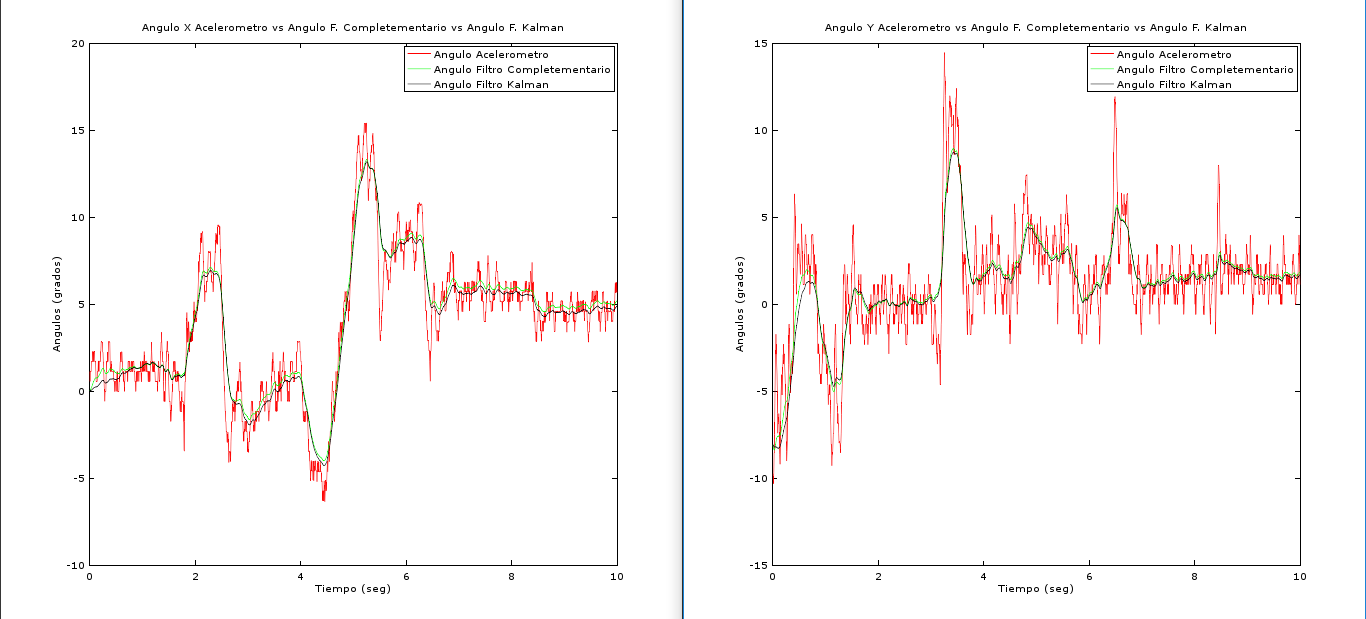 Angulo X Acelerometro vs Angulo F. Completementario vs Angulo F. Kalman
20
15
10
5
0
-5
-10
Angulos (grados)
Angulo Acelerometro
Angulo Filtro Completementario
Angulo Filtro Kalman
0 2 4 6 8 10
Tiempo (seg)
Angulo Y Acelerometro vs Angulo F. Completementario vs Angulo F. Kalman
15
10
5
0
-5
-10
-15
Angulos (grados)
Angulo Acelerometro
Angulo Filtro Completementario
Angulo Filtro Kalman
0 2 4 6 8 10
Tiempo (seg)